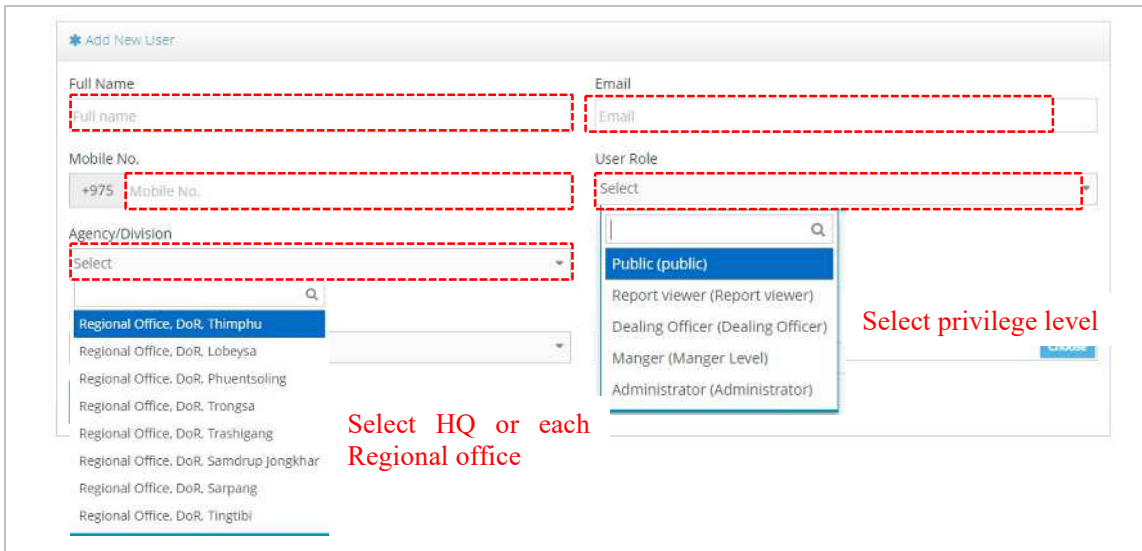 Add New User
Full Name
Email
Full name
Email
Mobile No.
User Role
+975
Mobile No.
Select
Agency/Division
Select
Regional Office, DoR, Thimphu
Regional Office, DoR, Lobeysa
Regional Office, DoR, Phuentsoling
Regional Office, DoR, Trongsa
Regional Office, DoR, Trashigang
Regional Office, DoR, Samdrup Jongkhar
Regional Office, DoR, Sarpang
Regional Office, DoR, Tingtibi
Public (public)
Report viewer (Report viewer)
Dealing Officer (Dealing Officer)
Manger (Manger Level)
Administrator (Administrator)
Select privilege level
Choose
Select HQ or each
Regional office